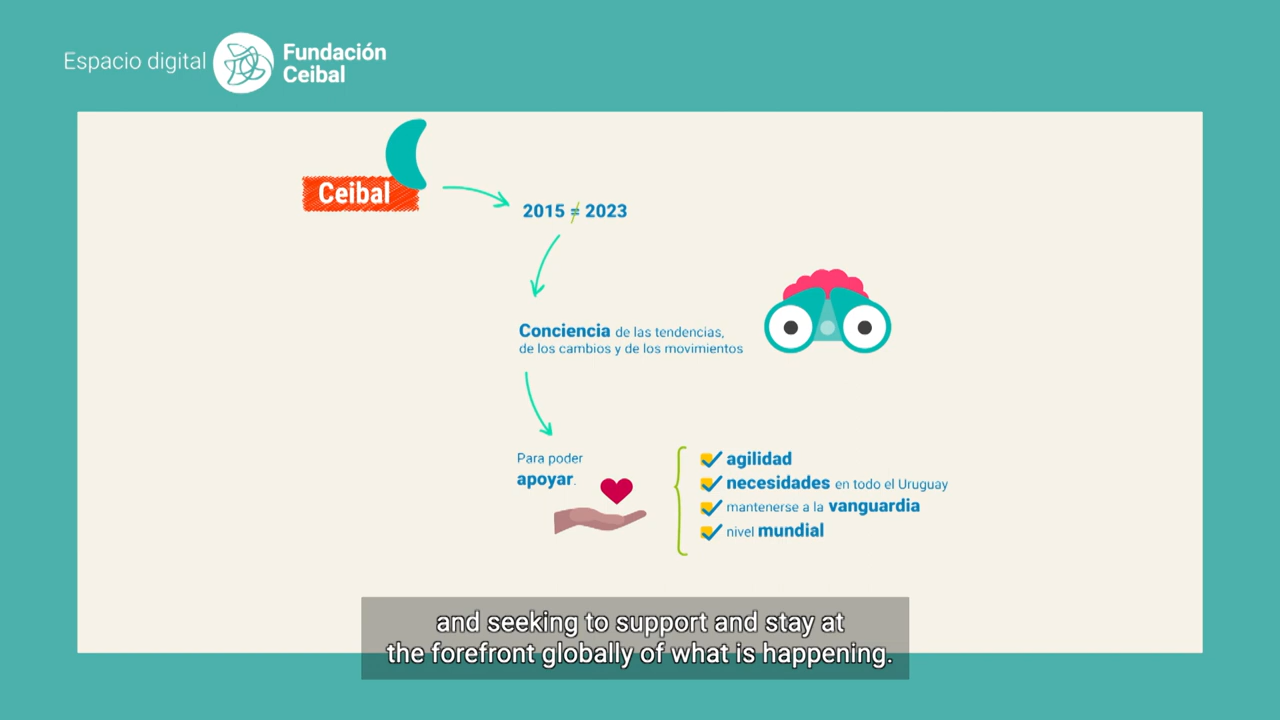 Espacio digital
Fundación
Ceibal
Ceibal
2015 ≠ 2023
Conciencia de las tendencias,
de los cambios y de los movimientos
Para poder
apoyar.
agilidad
necesidades en todo el Uruguay
mantenerse a la vanguardia
nivel mundial
and seeking to support and stay at
the forefront globally of what is happening.